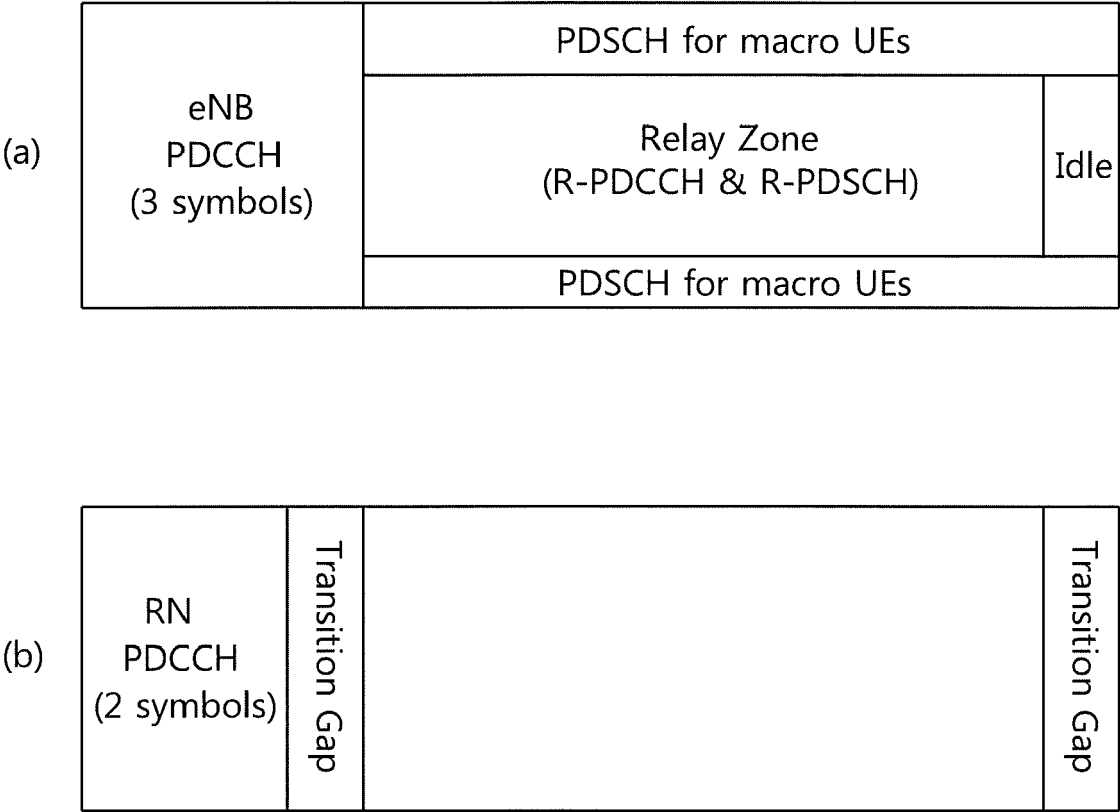 (a)
eNB
PDCCH
(3 symbols)
PDSCH for macro UEs
Relay Zone
(R-PDCCH & R-PDSCH)
Idle
PDSCH for macro UEs
(b)
RN
PDCCH
(2 symbols)
Transition Gap
Transition Gap